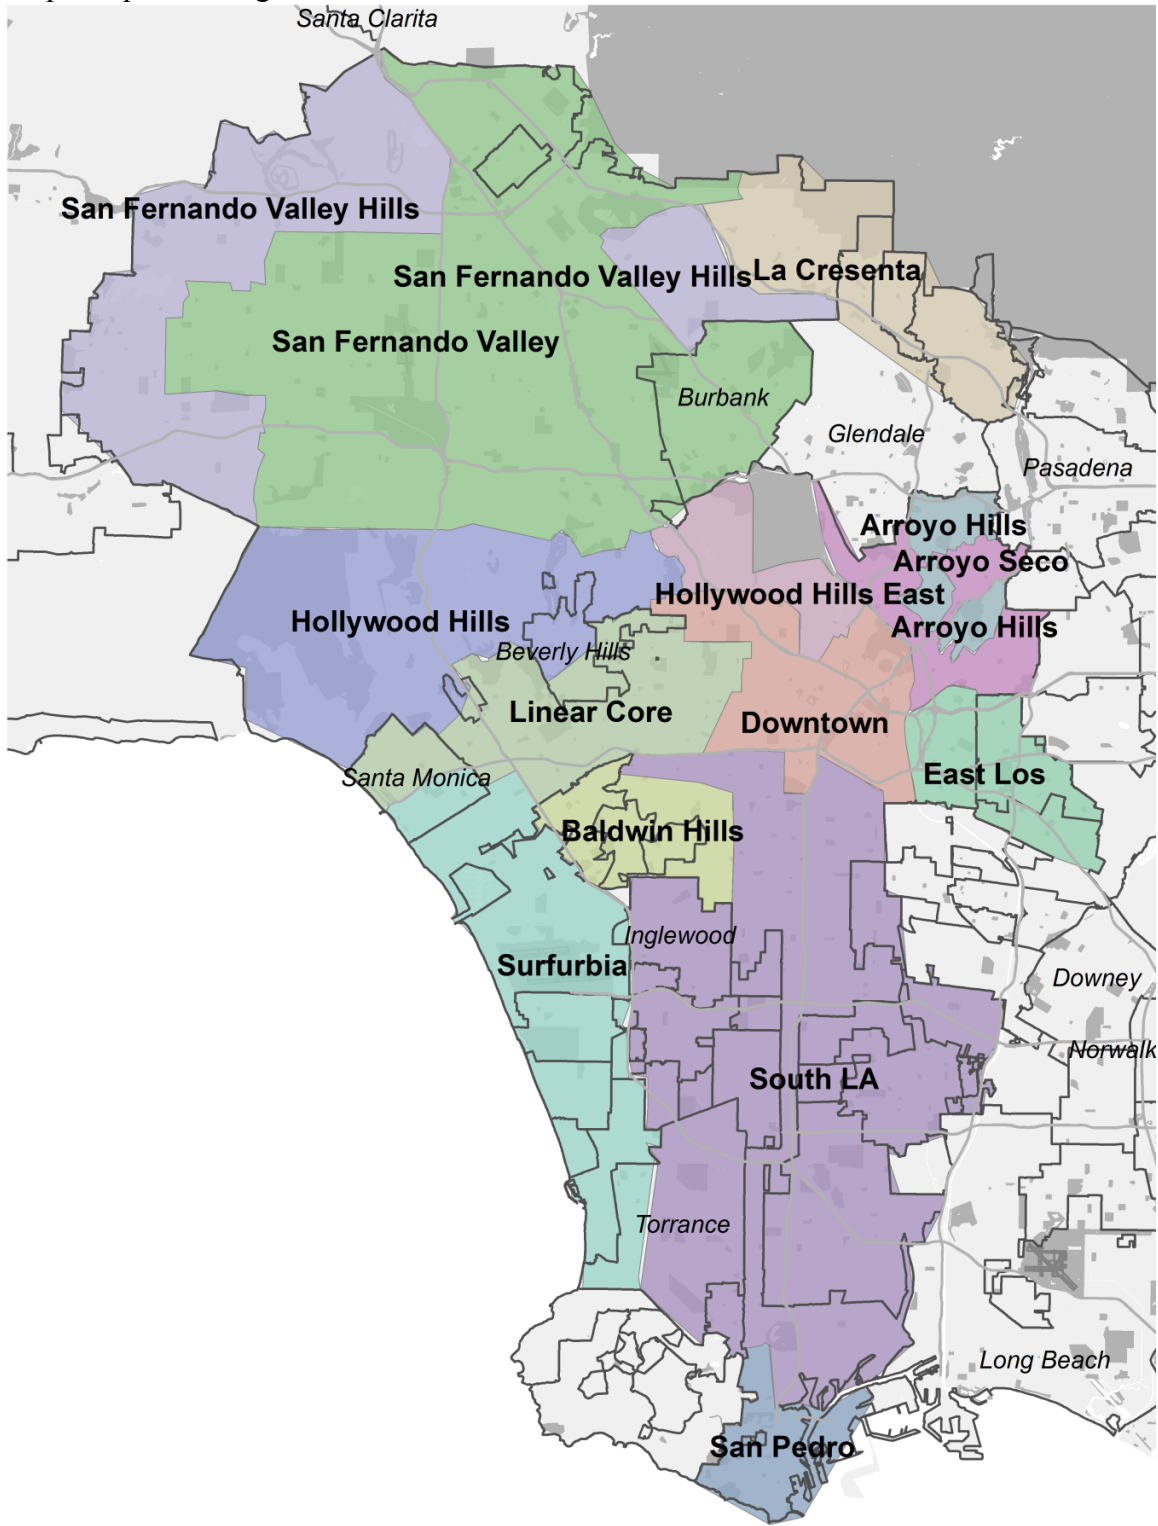 Santa Clarita
San Fernando Valley Hills
San Fernando Valley Hills
La Cresenta
San Fernando Valley
Burbank
Glendale
Pasadena
Arroyo Hills
Arroyo Seco
Hollywood Hills East
Hollywood Hills
Arroyo Hills
Beverly Hills
Linear Core
Downtown
Santa Monica
East Los
Baldwin Hills
Inglewood
Surfurbia
Downey
Norwalk
South LA
Torrance
Long Beach
San Pedro